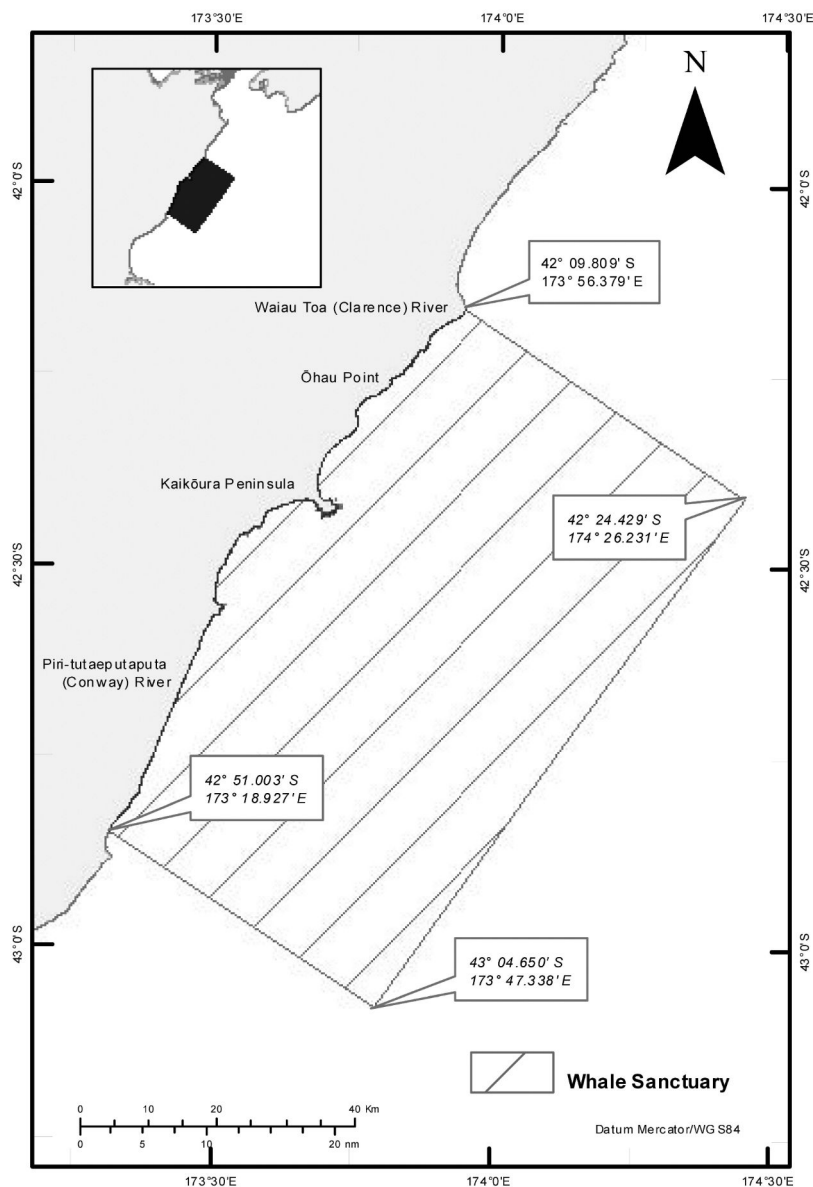 173°30'E
174°0'E
174°30'E
N
42°0'S
42°0'S
42° 09.809' S
173° 56.379' E
Waiau Toa (Clarence) River
Ōhau Point
Kaikōura Peninsula
42° 24.429' S
174° 26.231' E
42°30'S
42°30'S
Piri-tutaeputaputa
(Conway) River
42° 51.003' S
173° 18.927' E
43°0'S
43°0'S
43° 04.650' S
173° 47.338' E
Whale Sanctuary
0 10 20 40 Km
0 5 10 20 nm
Datum Mercator/WGS84
173°30'E
174°0'E
174°30'E